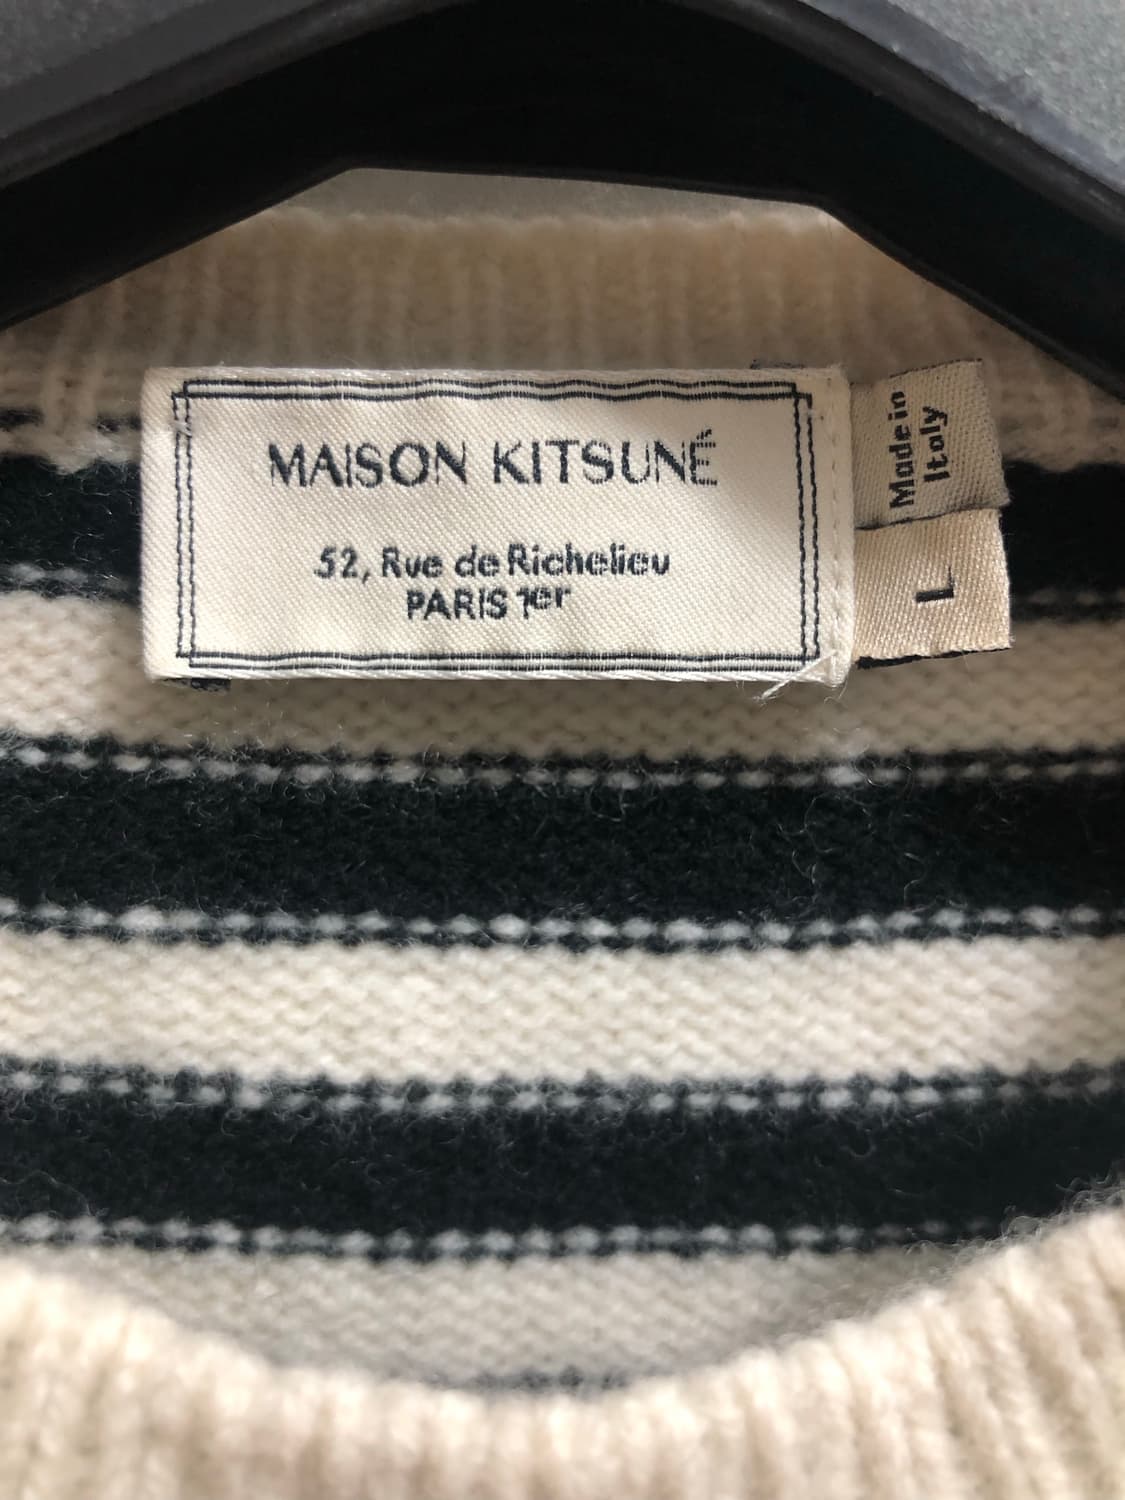 MAISON KITSUNÉ
52, Rue de Richelieu
PARIS 1er
Made in
Italy
L